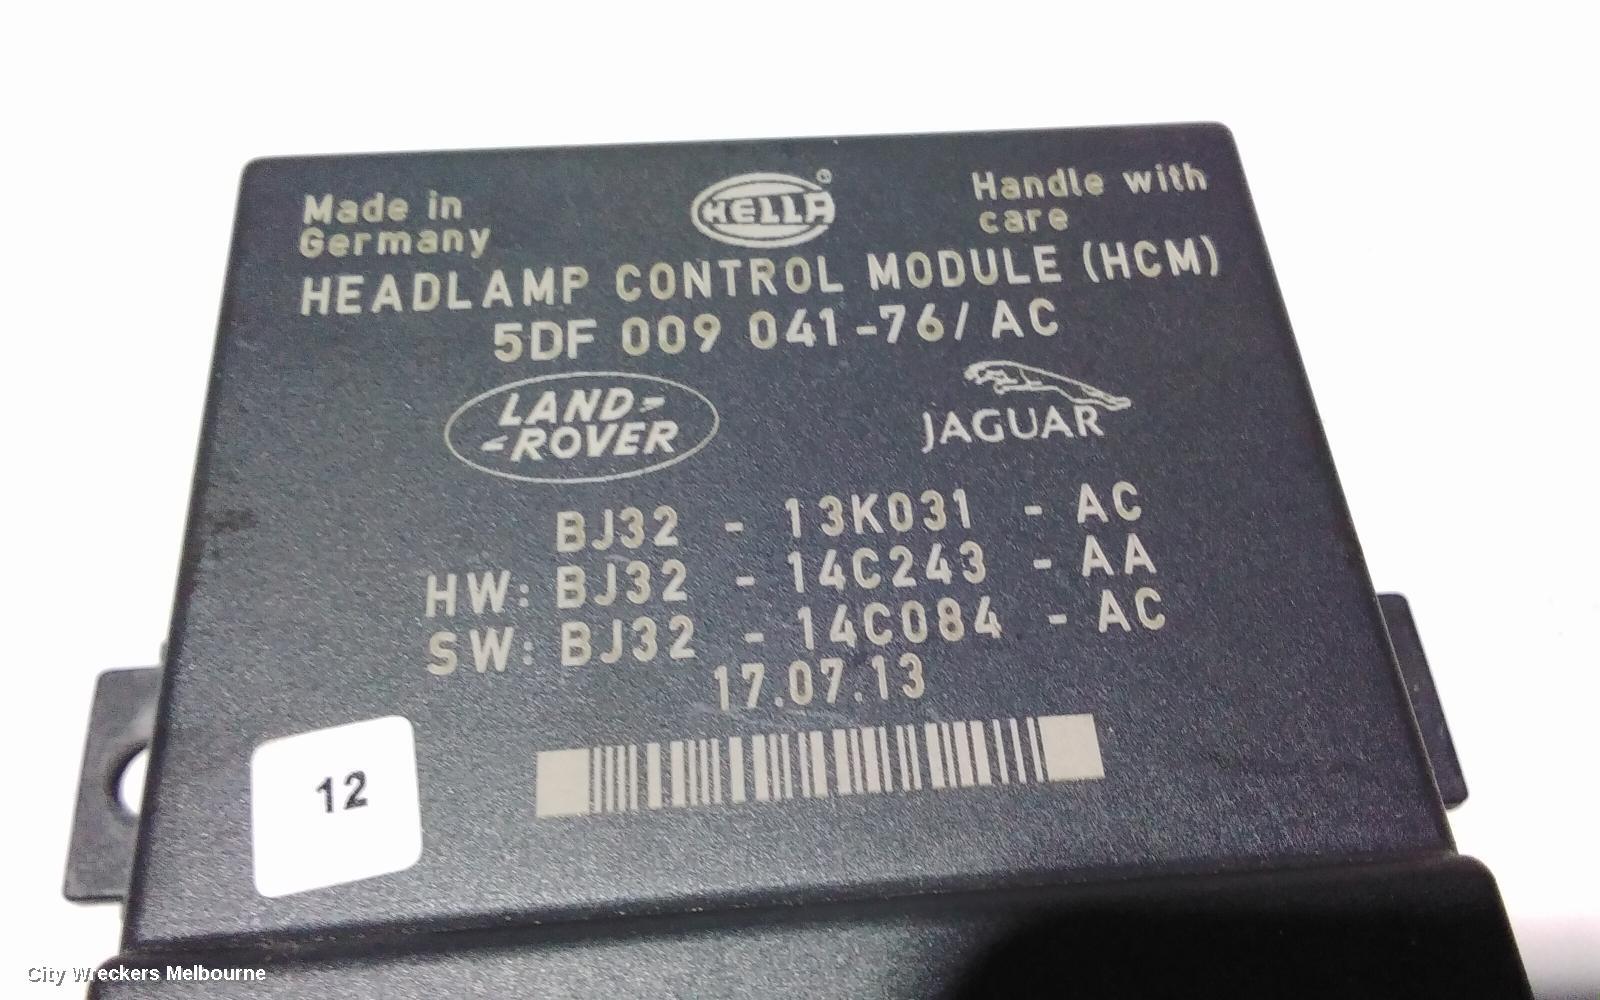 Made in
Germany
HELLA
Handle with
care
HEADLAMP CONTROL MODULE (HCM)
5DF 009 041-76/ AC
LAND-
-ROVER
JAGUAR
BJ32 - 13K031 - AC
HW: BJ32 - 14C243 - AA
SW: BJ32 - 14C084 - AC
17.07.13
12
City Wreckers Melbourne